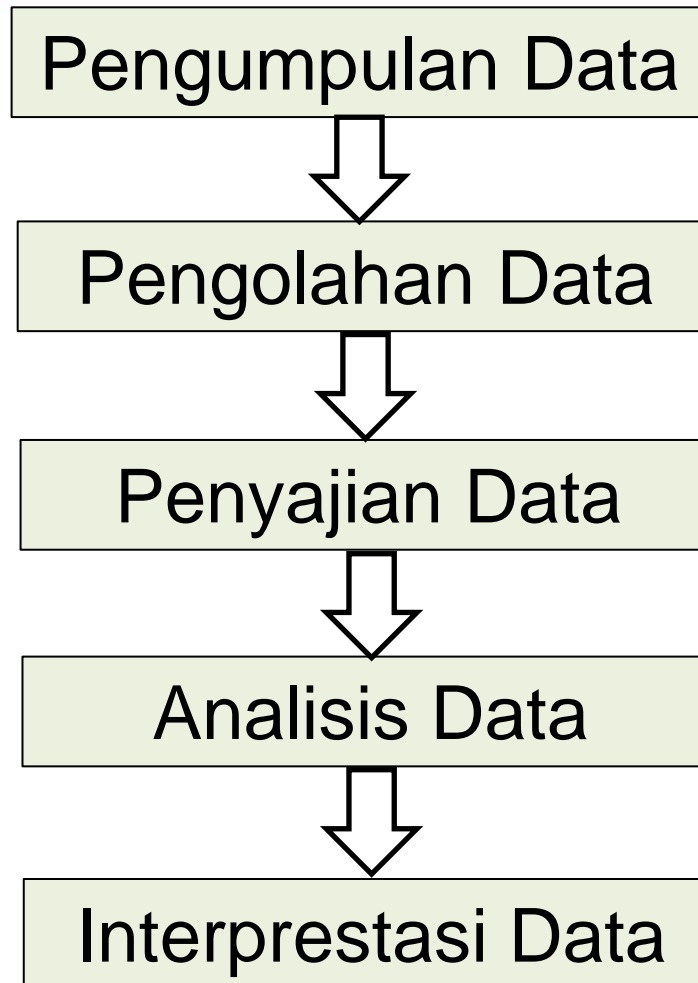 Pengumpulan Data
Pengolahan Data
Penyajian Data
Analisis Data
Interprestasi Data